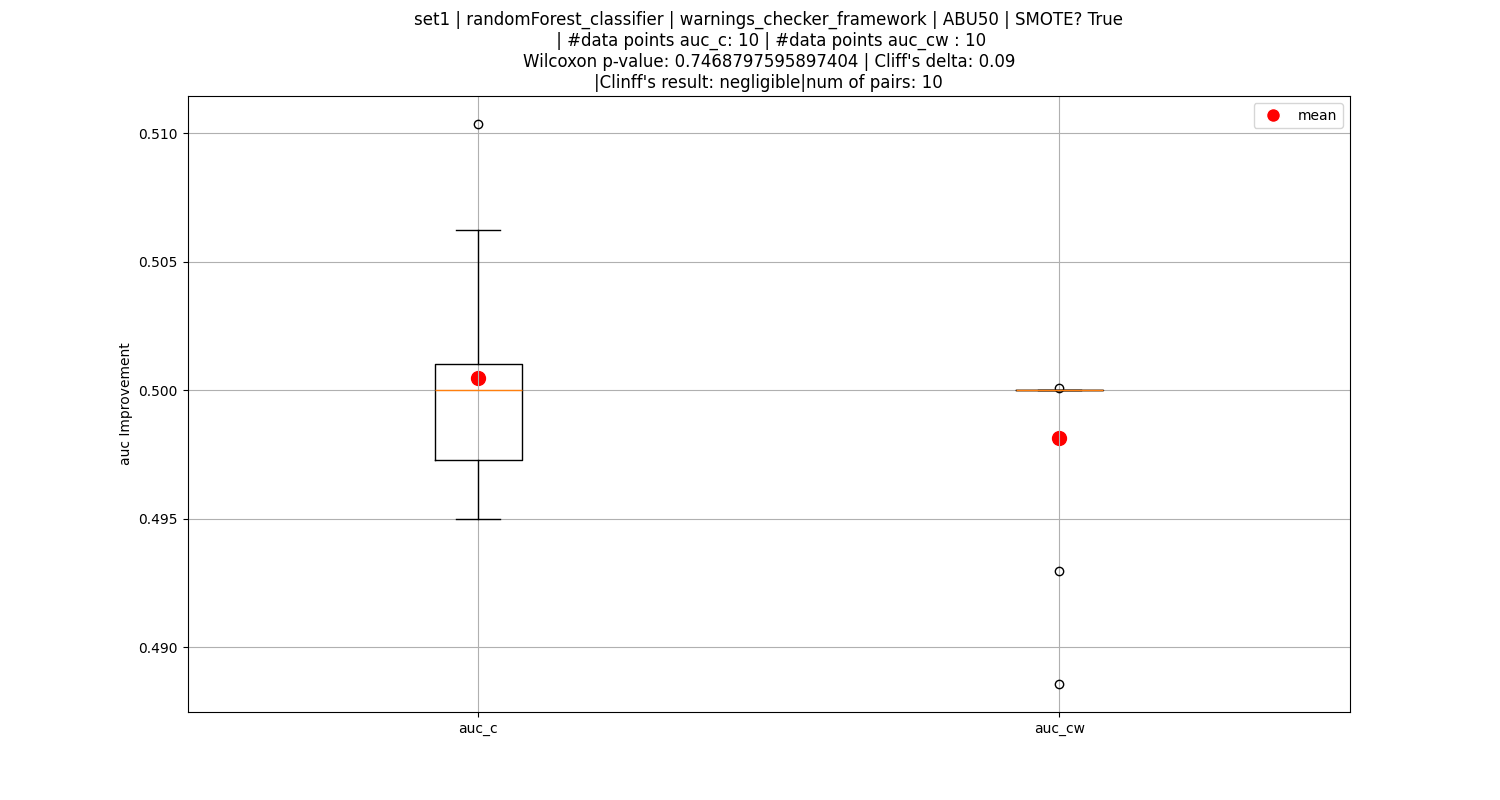 set1 | randomForest_classifier | warnings_checker_framework | ABU50 | SMOTE? True
| #data points auc_c: 10 | #data points auc_cw : 10
Wilcoxon p-value: 0.7468797595897404 | Cliff's delta: 0.09
|Clinff's result: negligible|num of pairs: 10
mean
0.510
0.505
0.500
0.495
0.490
auc Improvement
auc_c
auc_cw